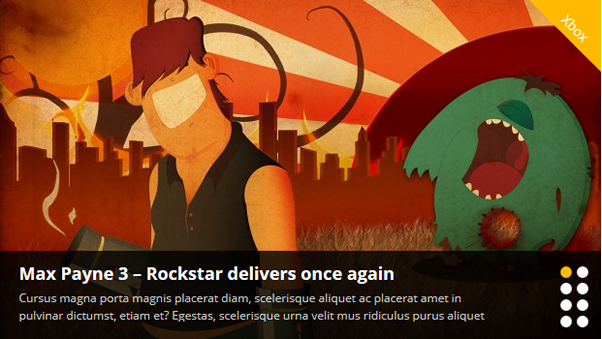 Xbox
Max Payne 3 – Rockstar delivers once again
Cursus magna porta magnis placerat diam, scelerisque aliquet ac placerat amet in
pulvinar dictumst, etiam et? Egestas, scelerisque urna velit mus ridiculus purus aliquet